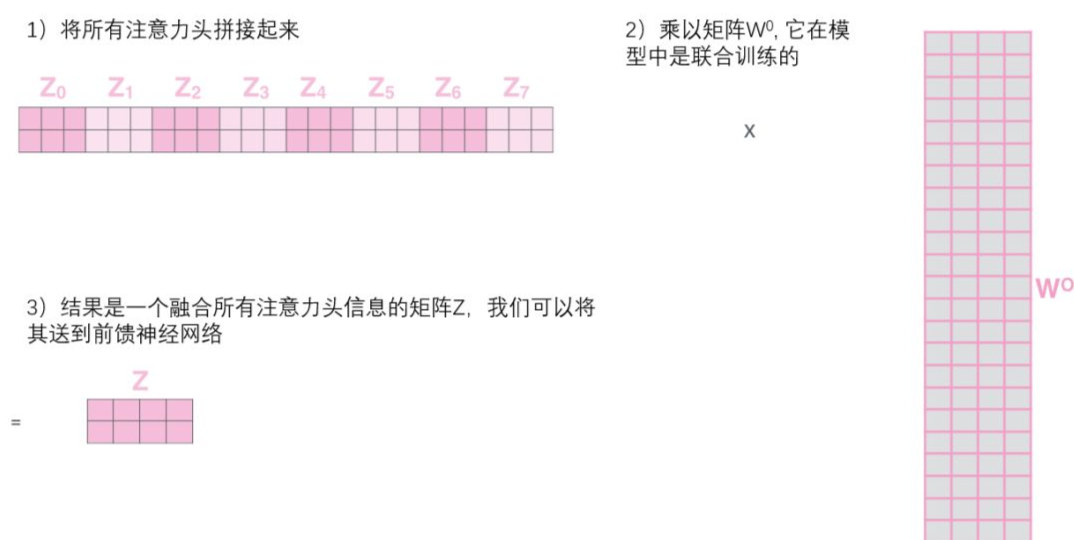 1）将所有注意力头拼接起来
Z₀ Z₁ Z₂ Z₃ Z₄ Z₅ Z₆ Z₇
2）乘以矩阵W⁰, 它在模
型中是联合训练的
x
Wᴼ
3）结果是一个融合所有注意力头信息的矩阵Z，我们可以将
其送到前馈神经网络
Z
=